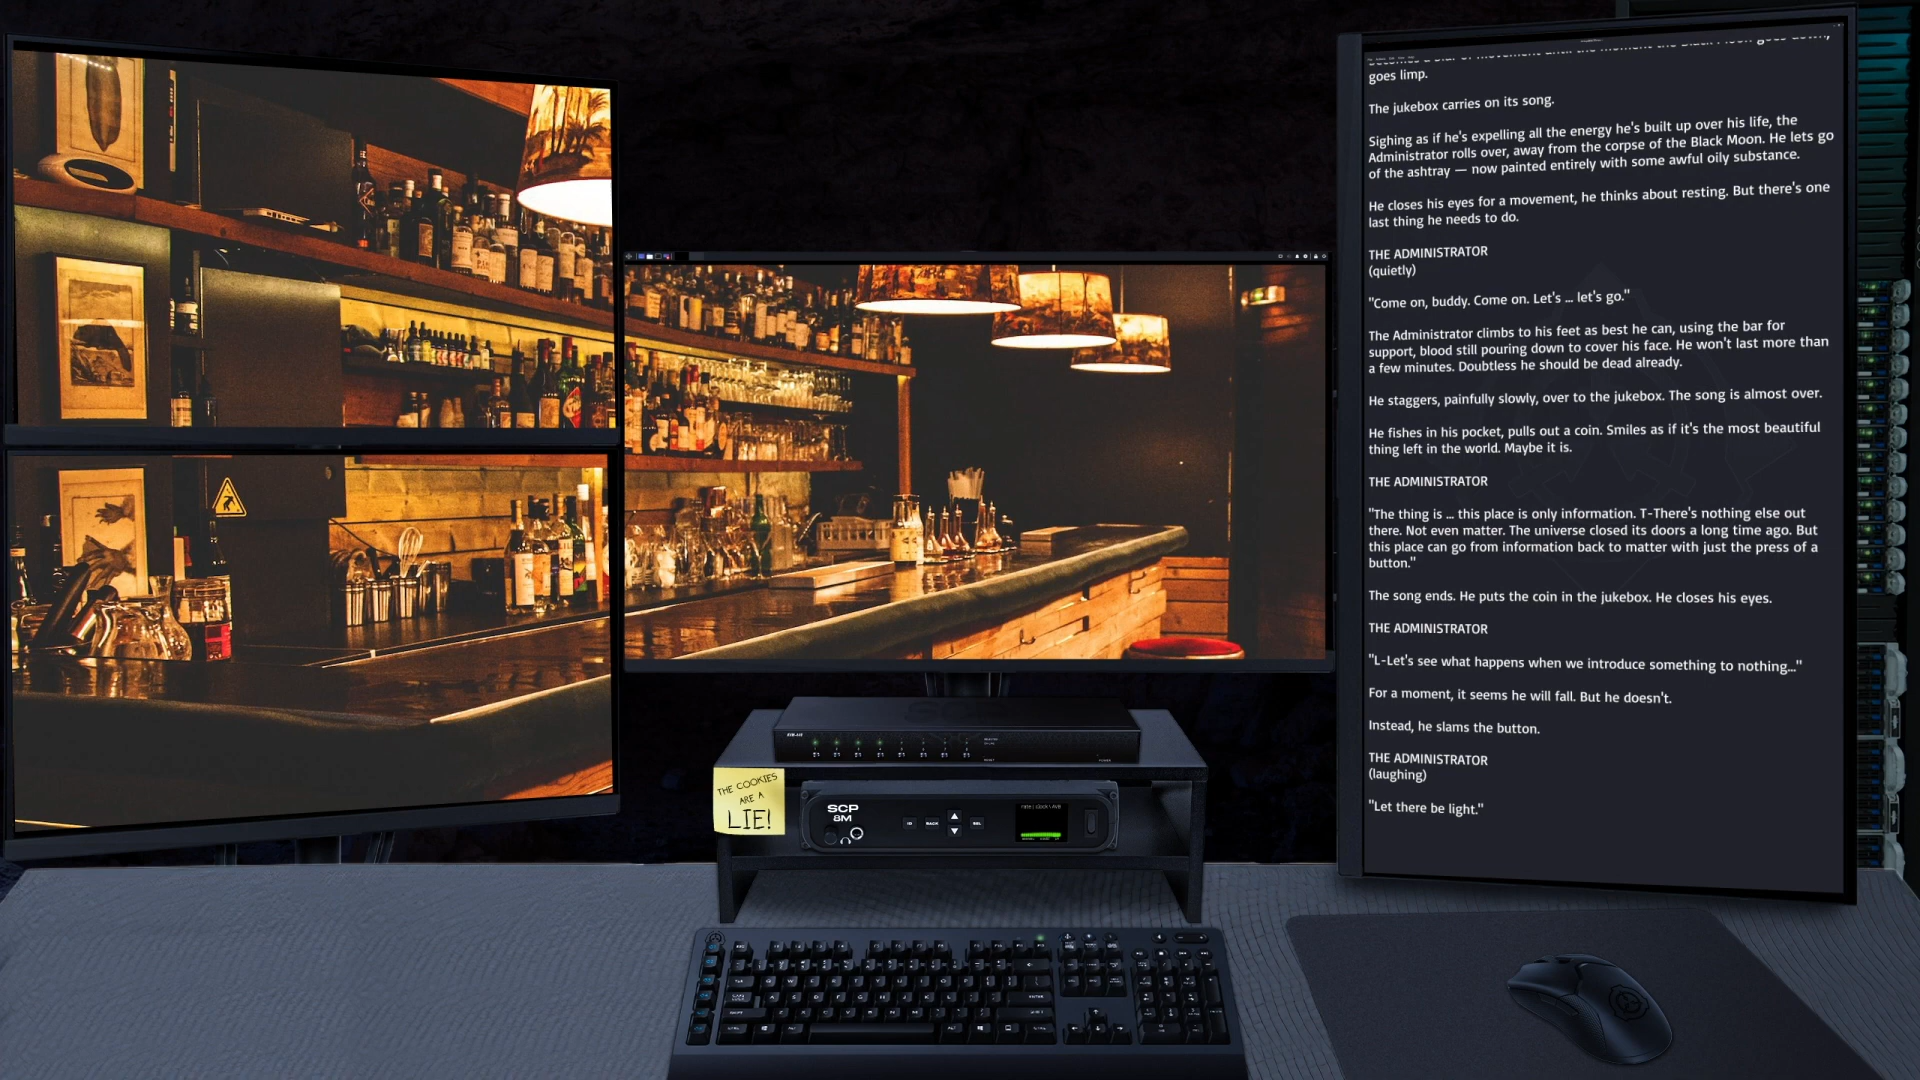 goes limp.
The jukebox carries on its song.
Sighing as if he's expelling all the energy he's built up over his life, the
Administrator rolls over, away from the corpse of the Black Moon. He lets go
of the ashtray — now painted entirely with some awful oily substance.
He closes his eyes for a movement, he thinks about resting. But there's one
last thing he needs to do.
THE ADMINISTRATOR
(quietly)
"Come on, buddy. Come on. Let's ... let's go."
The Administrator climbs to his feet as best he can, using the bar for
support, blood still pouring down to cover his face. He won't last more than
a few minutes. Doubtless he should be dead already.
He staggers, painfully slowly, over to the jukebox. The song is almost over.
He fishes in his pocket, pulls out a coin. Smiles as if it's the most beautiful
thing left in the world. Maybe it is.
THE ADMINISTRATOR
"The thing is ... this place is only information. T-There's nothing else out
there. Not even matter. The universe closed its doors a long time ago. But
this place can go from information back to matter with just the press of a
button."
The song ends. He puts the coin in the jukebox. He closes his eyes.
THE ADMINISTRATOR
"L-Let's see what happens when we introduce something to nothing..."
For a moment, it seems he will fall. But he doesn't.
Instead, he slams the button.
THE ADMINISTRATOR
(laughing)
"Let there be light."
THE COOKIES
ARE A
LIE!
SCP
8M
BACK
SEL